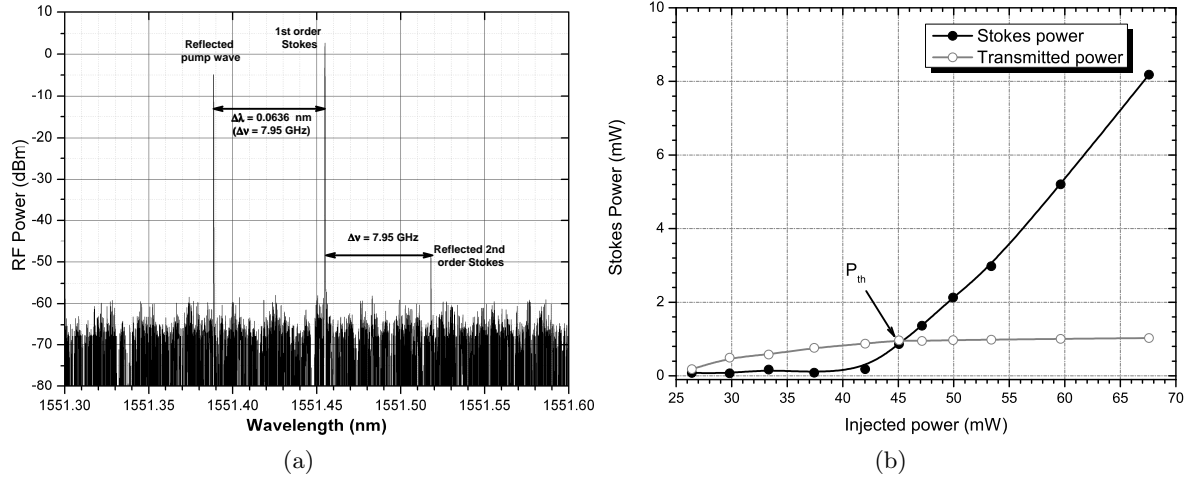 10
0
-10
-20
-30
-40
-50
-60
-70
-80
RF Power (dBm)
Reflected
pump wave
1st order
Stokes
Δλ = 0.0636 nm
(Δν = 7.95 GHz)
Δν = 7.95 GHz
Reflected 2nd
order Stokes
1551.30 1551.35 1551.40 1551.45 1551.50 1551.55 1551.60
Wavelength (nm)
(a)
10
8
6
4
2
0
Stokes Power (mW)
Stokes power
Transmitted power
Pth
25 30 35 40 45 50 55 60 65 70
Injected power (mW)
(b)